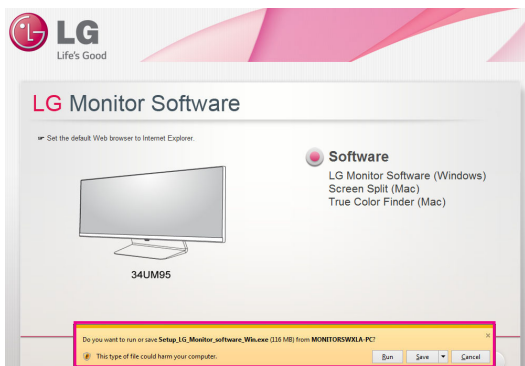 LG
Life's Good
LG Monitor Software
☞ Set the default Web browser to Internet Explorer.
Software
LG Monitor Software (Windows)
Screen Split (Mac)
True Color Finder (Mac)
34UM95
Do you want to run or save Setup_LG_Monitor_software_Win.exe (116 MB) from MONITORSWXLA-PC?
×
This type of file could harm your computer.
Run
Save
Cancel